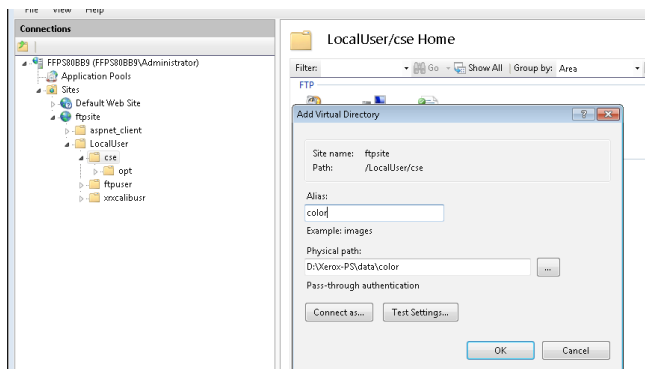 File View Help
Connections
FFPS80BB9 (FFPS80BB9\Administrator)
Application Pools
Sites
Default Web Site
ftpsite
aspnet_client
LocalUser
cse
opt
ftpuser
xrxcalibusr
LocalUser/cse Home
Filter: Go Show All Group by: Area
FTP
Add Virtual Directory
Site name: ftpsite
Path: /LocalUser/cse
Alias:
color
Example: images
Physical path:
D:\Xerox-PS\data\color
...
Pass-through authentication
Connect as... Test Settings...
OK Cancel